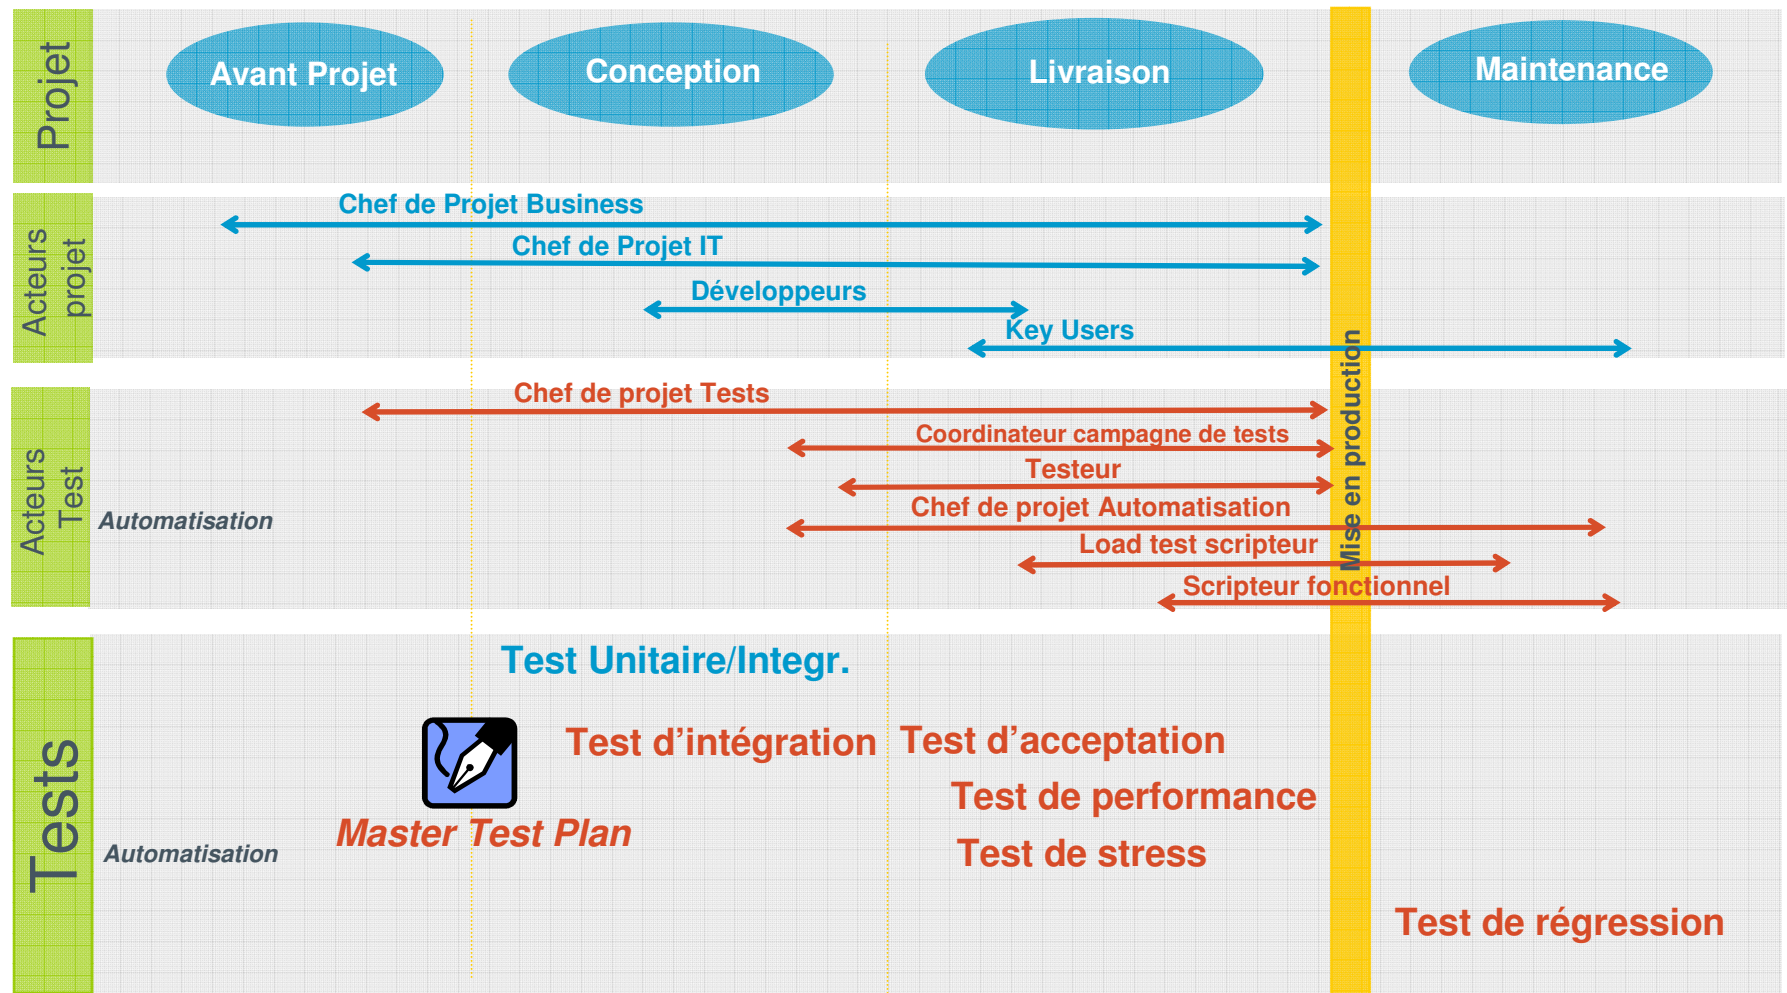 Projet
Avant Projet
Conception
Livraison
Maintenance
Acteurs
projet
Chef de Projet Business
Chef de Projet IT
Développeurs
Key Users
Mise en production
Acteurs
Test
Chef de projet Tests
Coordinateur campagne de tests
Testeur
Automatisation
Chef de projet Automatisation
Load test scripteur
Scripteur fonctionnel
Tests
Test Unitaire/Integr.
Test d’intégration
Test d’acceptation
Test de performance
Master Test Plan
Automatisation
Test de stress
Test de régression